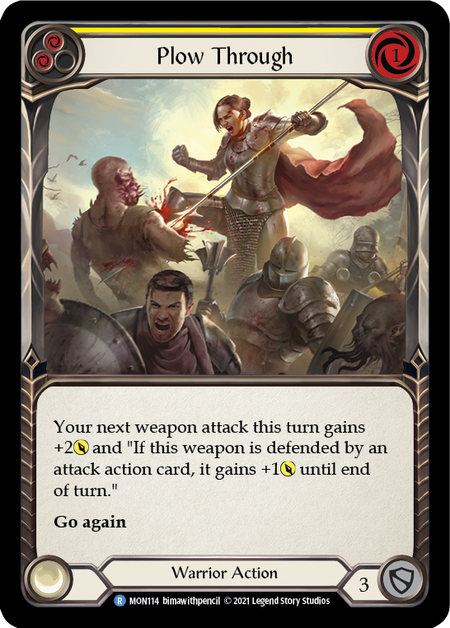 Plow Through
1
Your next weapon attack this turn gains
+2 and "If this weapon is defended by an
attack action card, it gains +1 until end
of turn."
Go again
Warrior Action
3
R MON114 bimawithpencil © 2021 Legend Story Studios